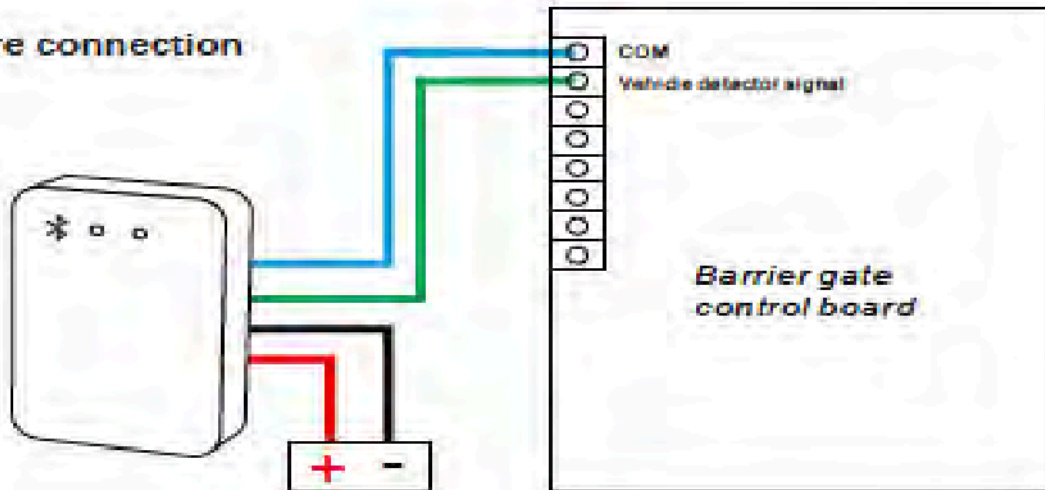 re connection
COM
Vehicle detector signal
Barrier gate
control board
+ -